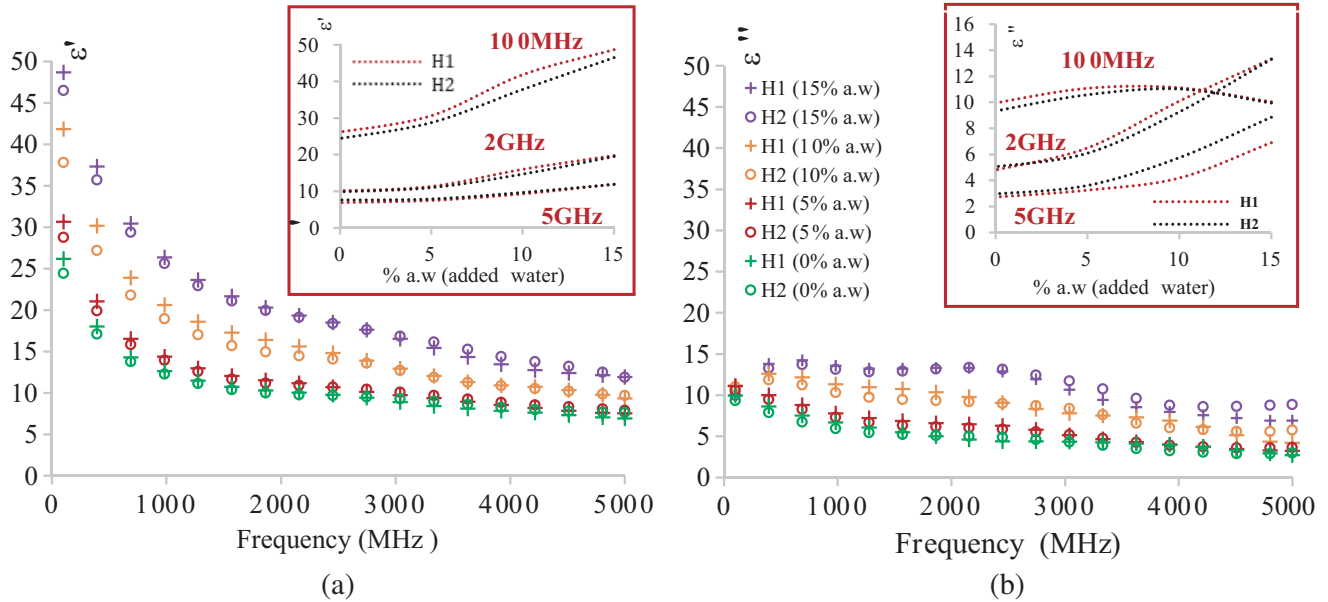 ε'
50
45
40
35
30
25
20
15
10
5
0
0
1000
2000
3000
4000
5000
Frequency (MHz )
(a)
ε'
50
40
30
20
10
0
0
5
10
15
% a.w (added water)
H1
H2
10 0MHz
2GHz
5GHz
'
ε''
50
45
40
35
30
25
20
15
10
5
0
0
1000
2000
3000
4000
5000
Frequency (MHz)
(b)
H1 (15% a.w)
H2 (15% a.w)
H1 (10% a.w)
H2 (10% a.w)
H1 (5% a.w)
H2 (5% a.w)
H1 (0% a.w)
H2 (0% a.w)
ε''
16
14
12
10
8
6
4
2
0
0
5
10
15
% a.w (added water)
10 0MHz
2GHz
5GHz
H1
H2